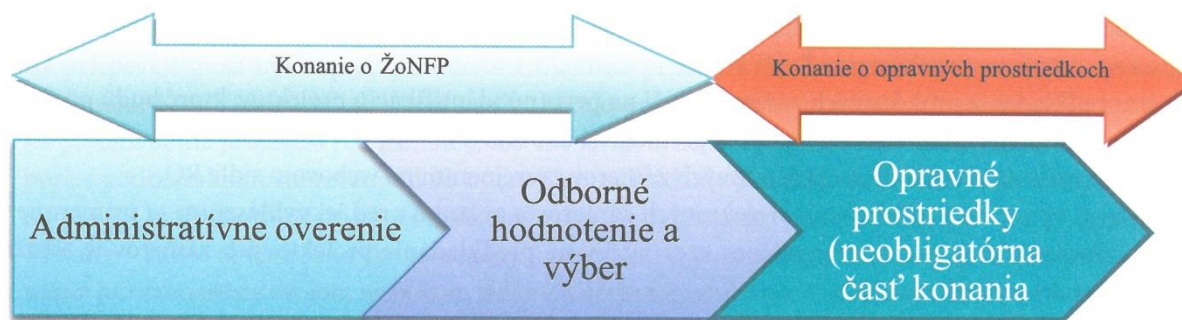 Konanie o ŽoNFP
Konanie o opravných prostriedkoch
Administratívne overenie
Odborné
hodnotenie a
výber
Opravné
prostriedky
(neobligatórna
časť konania